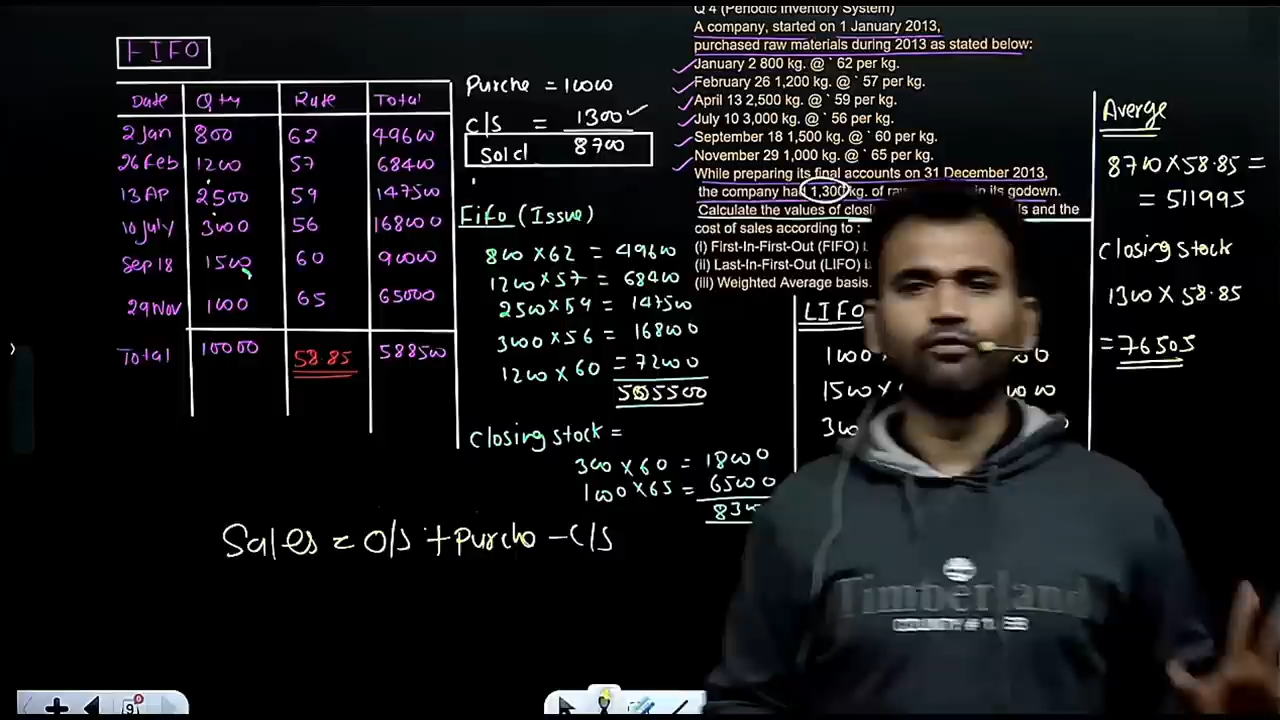 FIFO
Date Qty Rate Total
2 Jan 800 62 49600
26 Feb 1200 57 68400
13 AP 2500 59 147500
10 July 3000 56 168000
Sep 18 1500 60 90000
29 Nov 1000 65 65000
Total 10000 58.85 588500
Purche = 10000
C/S = 1300
Sold 8700
Fifo (Issue)
800 × 62 = 49600
1200 × 57 = 68400
2500 × 59 = 147500
3000 × 56 = 168000
1200 × 60 = 72000
505500
Closing stock =
300 × 60 = 18000
1000 × 65 = 65000
Sales = O/S + Purcha - C/S
Q 4 (Periodic Inventory System)
A company, started on 1 January 2013,
purchased raw materials during 2013 as stated below:
January 2 800 kg. @ ` 62 per kg.
February 26 1,200 kg. @ ` 57 per kg.
April 13 2,500 kg. @ ` 59 per kg.
July 10 3,000 kg. @ ` 56 per kg.
September 18 1,500 kg. @ ` 60 per kg.
November 29 1,000 kg. @ ` 65 per kg.
While preparing its final accounts on 31 December 2013,
the company had 1,300 kg. of in its godown.
Calculate the values of and the
cost of sales according to :
(i) First-In-First-Out (FIFO)
(ii) Last-In-First-Out (LIFO)
(iii) Weighted Average basis.
LIFO
Averge
8700 × 58.85 =
= 511995
Closing stock
1300 × 58.85
= 76505
Timberland